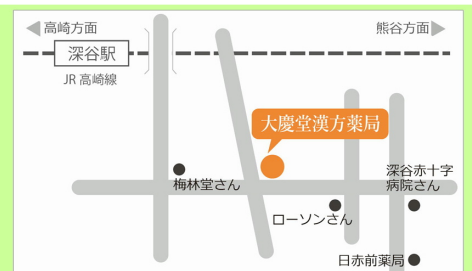 高崎方面
熊谷方面
深谷駅
JR高崎線
大慶堂漢方薬局
梅林堂さん
深谷赤十字
病院さん
ローソンさん
日赤前薬局